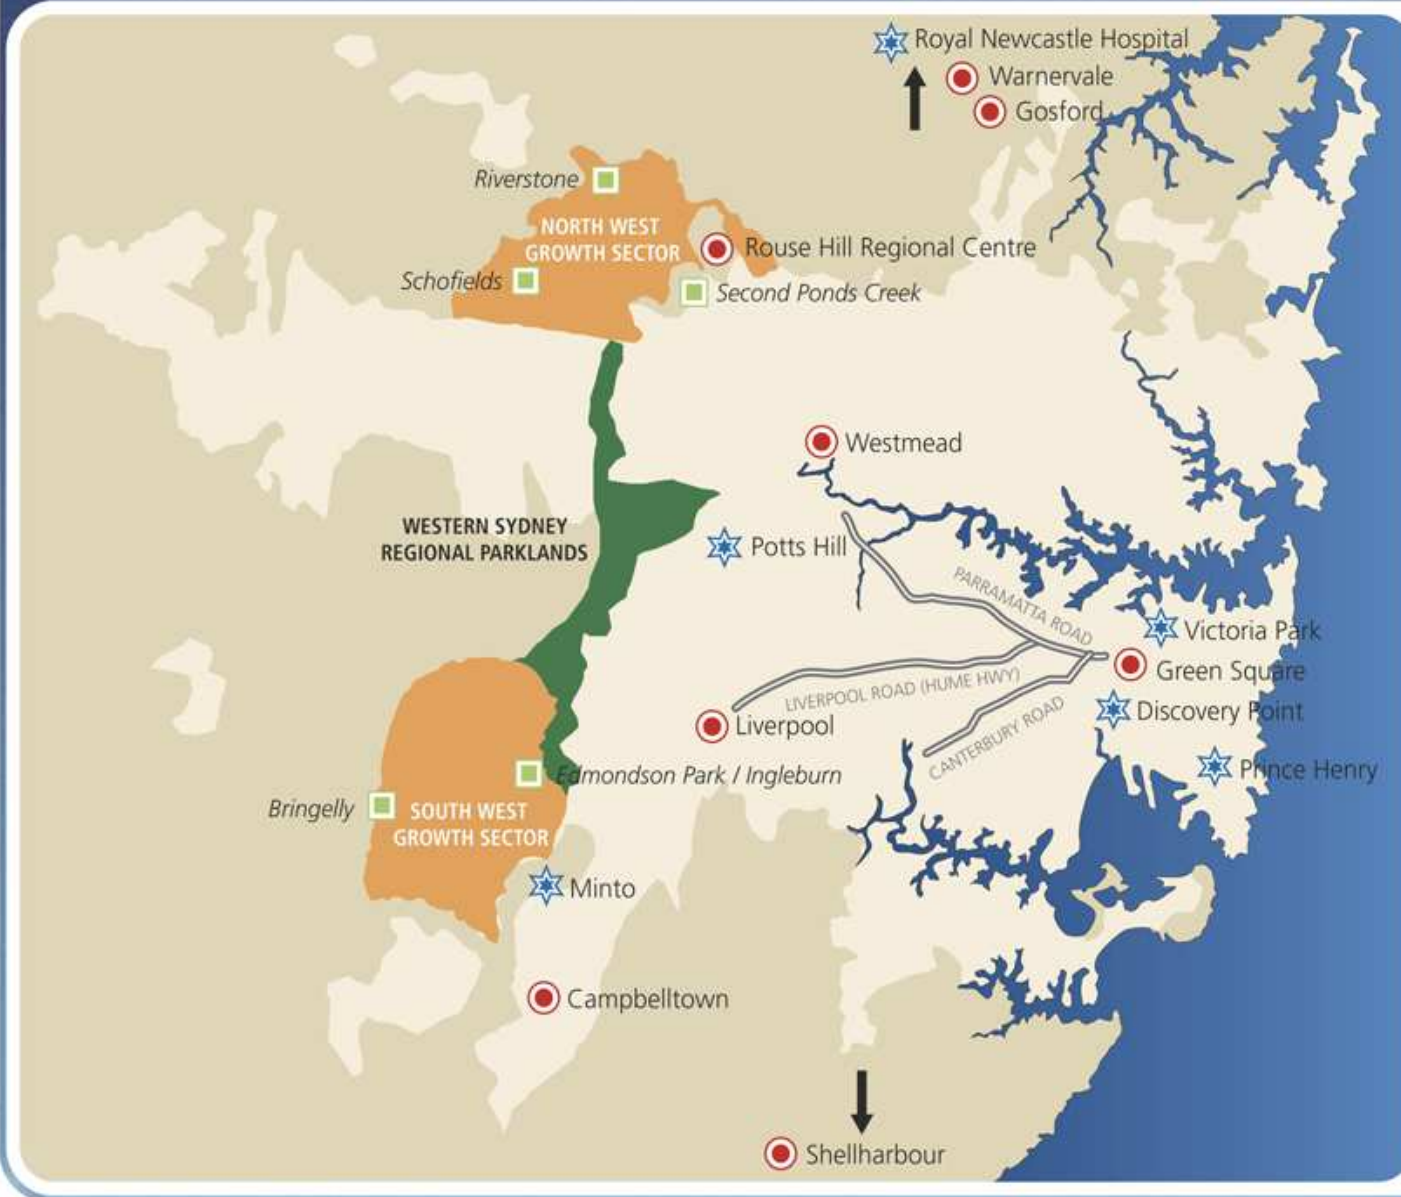 Royal Newcastle Hospital
Warnervale
Gosford
Riverstone
NORTH WEST
GROWTH SECTOR
Rouse Hill Regional Centre
Schofields
Second Ponds Creek
Westmead
WESTERN SYDNEY
REGIONAL PARKLANDS
Potts Hill
PARRAMATTA ROAD
Victoria Park
Green Square
LIVERPOOL ROAD (HUME HWY)
Discovery Point
Liverpool
CANTERBURY ROAD
Prince Henry
Edmondson Park / Ingleburn
Bringelly
SOUTH WEST
GROWTH SECTOR
Minto
Campbelltown
Shellharbour